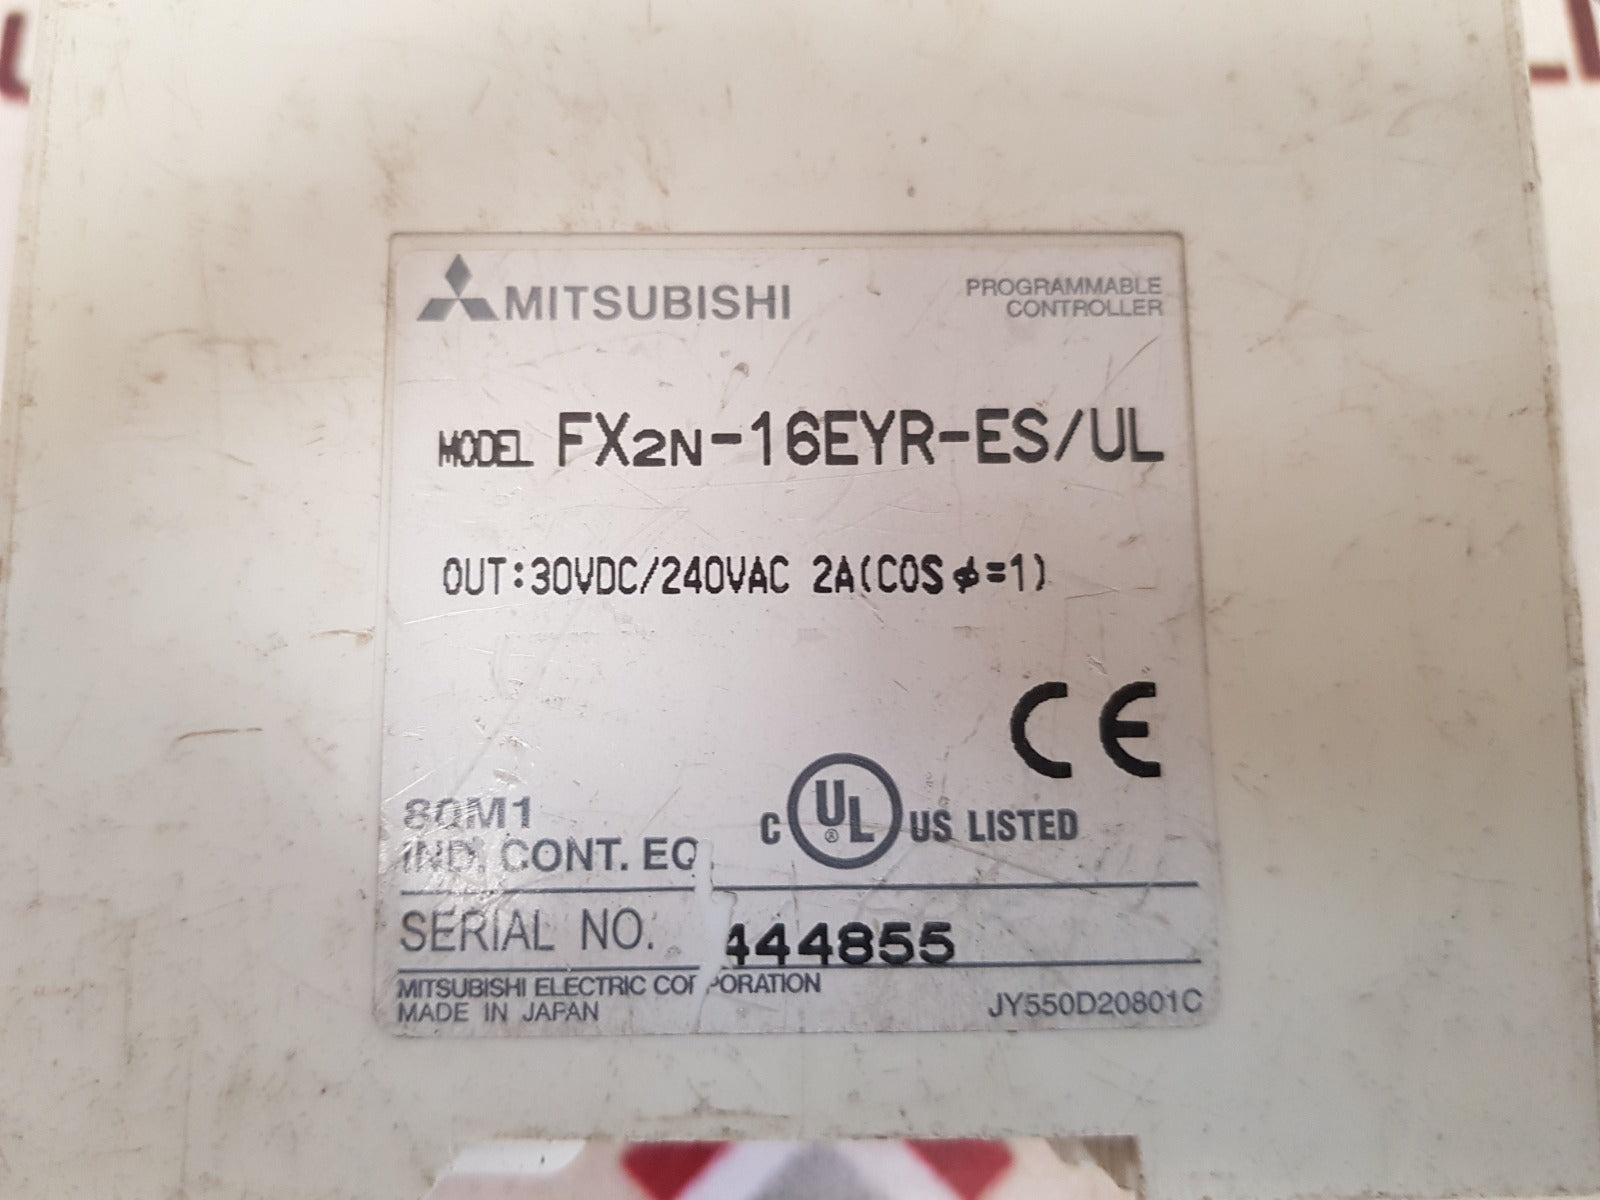 MITSUBISHI
PROGRAMMABLE
CONTROLLER
MODEL FX2N-16EYR-ES/UL
OUT:30VDC/240VAC 2A(COSϕ=1)
CE
80M1
IND. CONT. EQ
C UL® US LISTED
SERIAL NO. 444855
MITSUBISHI ELECTRIC CORPORATION
MADE IN JAPAN
JY550D20801C